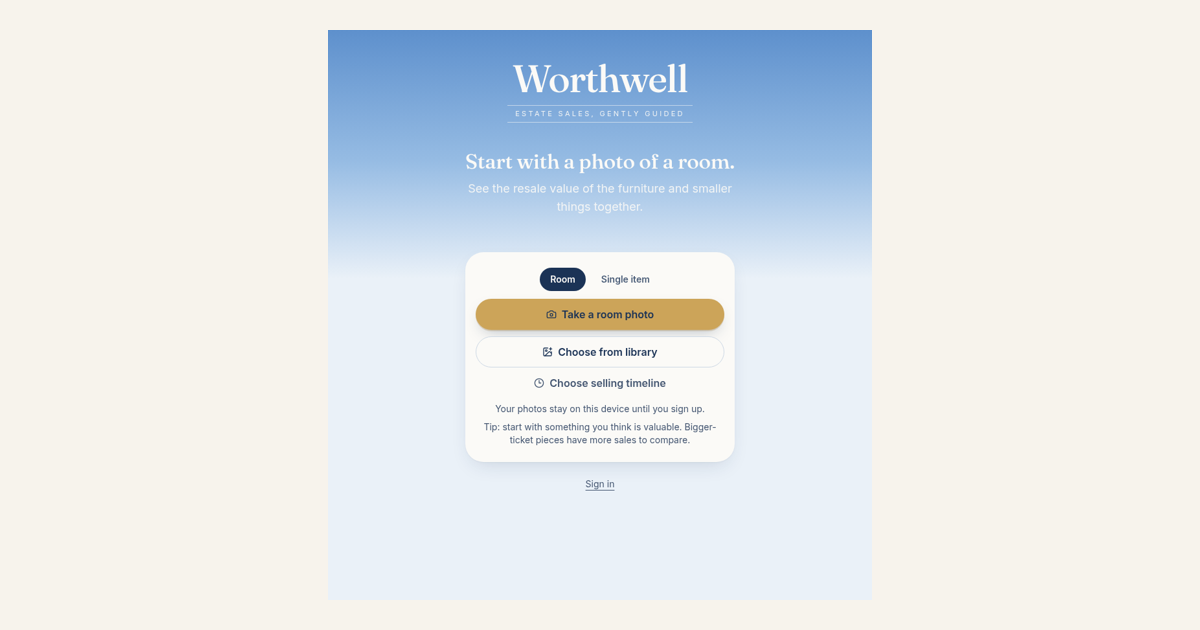 Worthwell
ESTATE SALES, GENTLY GUIDED
Start with a photo of a room.
See the resale value of the furniture and smaller
things together.
Room
Single item
Take a room photo
Choose from library
Choose selling timeline
Your photos stay on this device until you sign up.
Tip: start with something you think is valuable. Bigger-
ticket pieces have more sales to compare.
Sign in